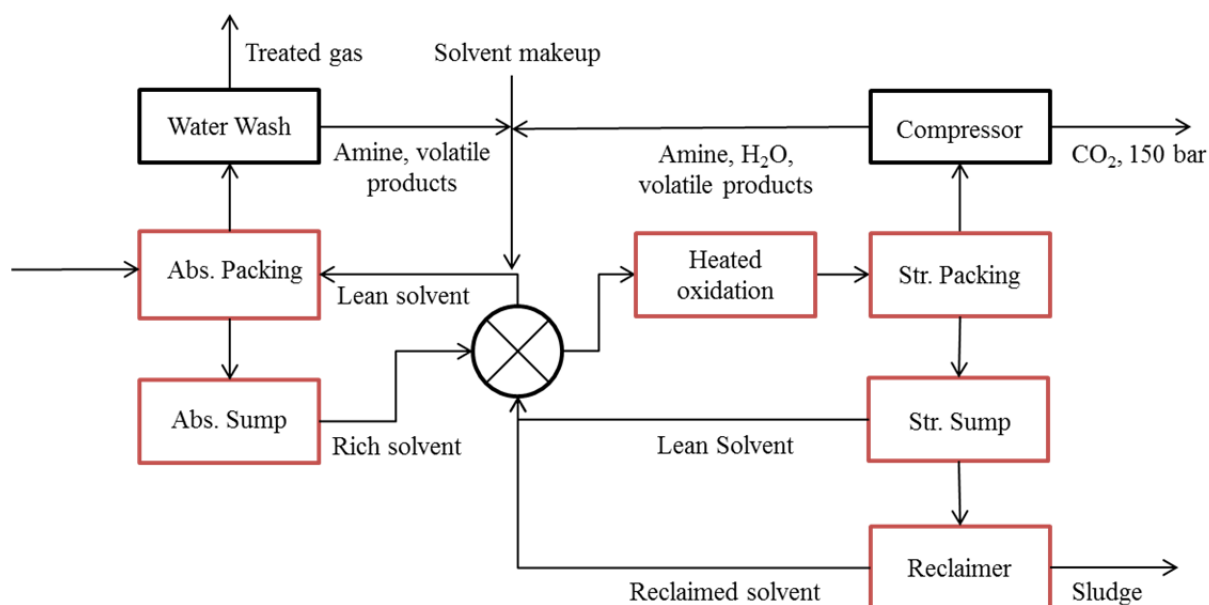 Treated gas
Solvent makeup
Water Wash
Compressor
Amine, volatile
products
Amine, H₂O,
volatile products
CO₂, 150 bar
Abs. Packing
Lean solvent
Heated
oxidation
Str. Packing
Abs. Sump
Rich solvent
Lean Solvent
Str. Sump
Reclaimed solvent
Reclaimer
Sludge